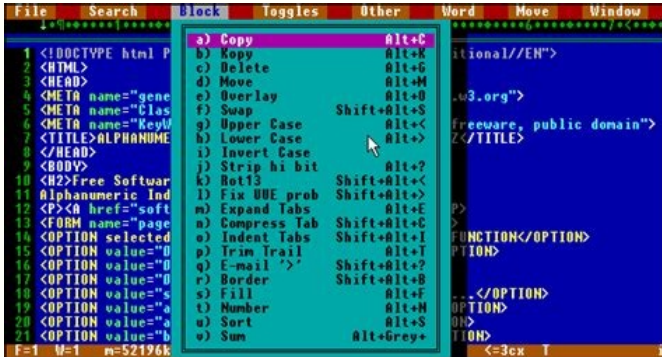 File Search Block Toggles Other Word Move Window
a) Copy Alt+C
b) Kopy Alt+K
c) Delete Alt+G
d) Move Alt+M
e) Overlay Alt+O
f) Swap Shift+Alt+S
g) Upper Case Alt+<
h) Lower Case Alt+>
i) Invert Case
j) Strip hi bit Alt+?
k) Rot13 Shift+Alt+<
l) Fix UUE prob Shift+Alt+>
m) Expand Tabs Alt+E
n) Compress Tab Shift+Alt+C
o) Indent Tabs Shift+Alt+I
p) Trim Trail Alt+T
q) E-mail '>' Shift+Alt+?
r) Border Shift+Alt+B
s) Fill Alt+F
t) Number Alt+N
u) Sort Alt+S
v) Sum Alt+Grey+
1 <!DOCTYPE html P itional//EN">
2 <HTML>
3 <HEAD>
4 <META name="gene .w3.org">
5 <META name="Clas
6 <META name="KeyW freeware, public domain">
7 <TITLE>ALPHANUME Z</TITLE>
8 </HEAD>
9 <BODY>
10 <H2>Free Softwar
11 Alphanumeric Ind
12 <P><A href="soft P>
13 <FORM name="page
14 <OPTION selected FUNCTION</OPTION>
15 <OPTION value="0 PTION>
16 <OPTION value="0
17 <OPTION value="0
18 <OPTION value="s ...</OPTION>
19 <OPTION value="a OPTION>
20 <OPTION value="a ON>
21 <OPTION value="b TION>
F=1 W=1 m=52196k <=3cx T